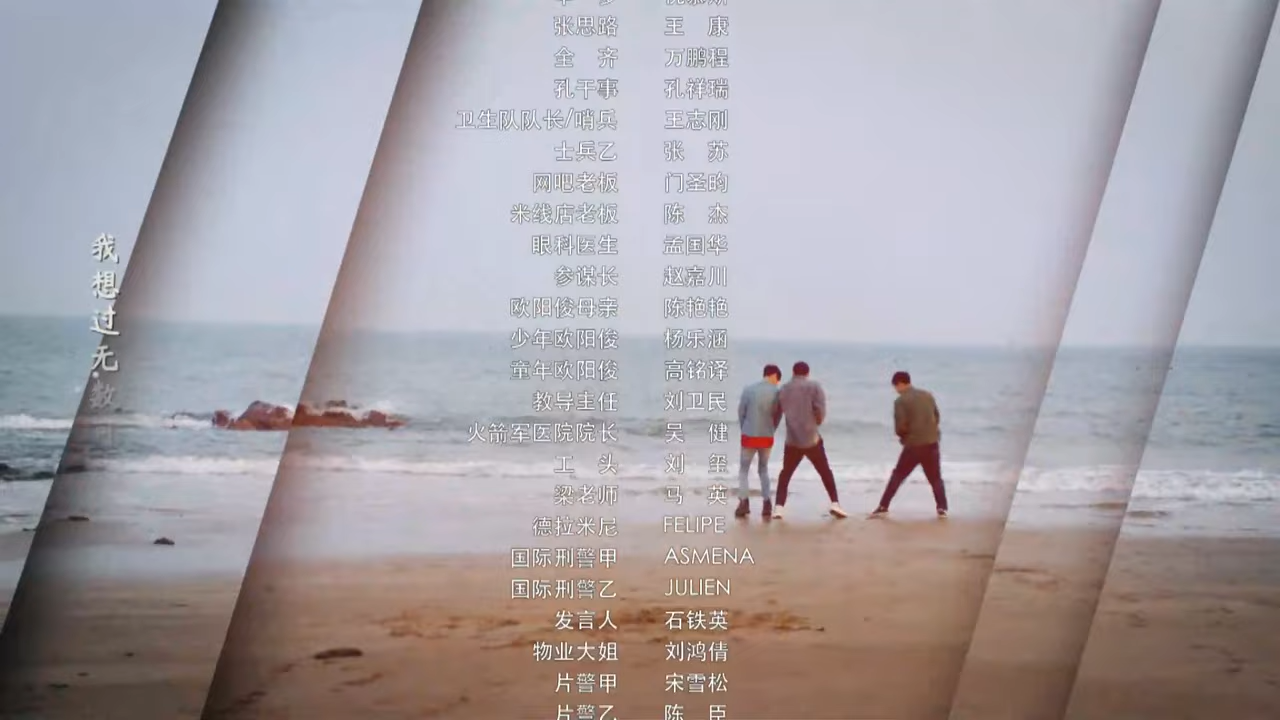 张思路 王 康
全 齐 万鹏程
孔干事 孔祥瑞
卫生队队长/哨兵 王志刚
士兵乙 张 苏
网吧老板 门圣昀
米线店老板 陈 杰
眼科医生 孟国华
参谋长 赵嘉川
欧阳俊母亲 陈艳艳
少年欧阳俊 杨乐涵
童年欧阳俊 高铭译
教导主任 刘卫民
火箭军医院院长 吴 健
工 头 刘 玺
梁老师 马 英
德拉米尼 FELIPE
国际刑警甲 ASMENA
国际刑警乙 JULIEN
发言人 石铁英
物业大姐 刘鸿倩
片警甲 宋雪松
片警乙 陈 臣
我想过无数